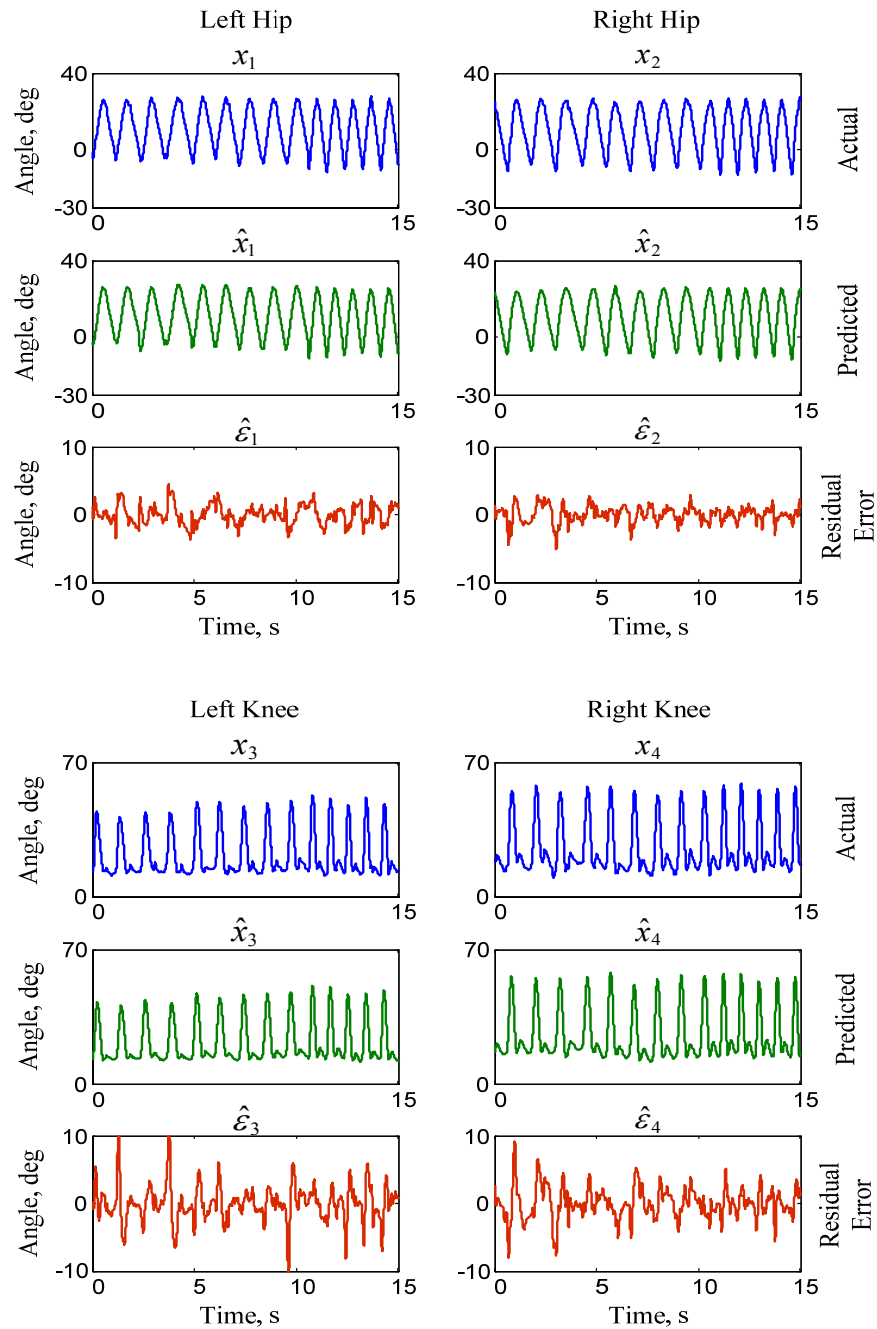 Left Hip Right Hip
x₁ x₂
40 40
Angle, deg
0 0
Actual
-30 -30
0 15 0 15
x̂₁ x̂₂
40 40
Angle, deg
0 0
Predicted
-30 -30
0 15 0 15
ε̂₁ ε̂₂
10 10
Angle, deg
0 0
Residual
Error
-10 -10
0 5 10 15 0 5 10 15
Time, s Time, s
Left Knee Right Knee
x₃ x₄
70 70
Angle, deg
Actual
0 0
0 15 0 15
x̂₃ x̂₄
70 70
Angle, deg
Predicted
0 0
0 15 0 15
ε̂₃ ε̂₄
10 10
Angle, deg
0 0
Residual
Error
-10 -10
0 5 10 15 0 5 10 15
Time, s Time, s